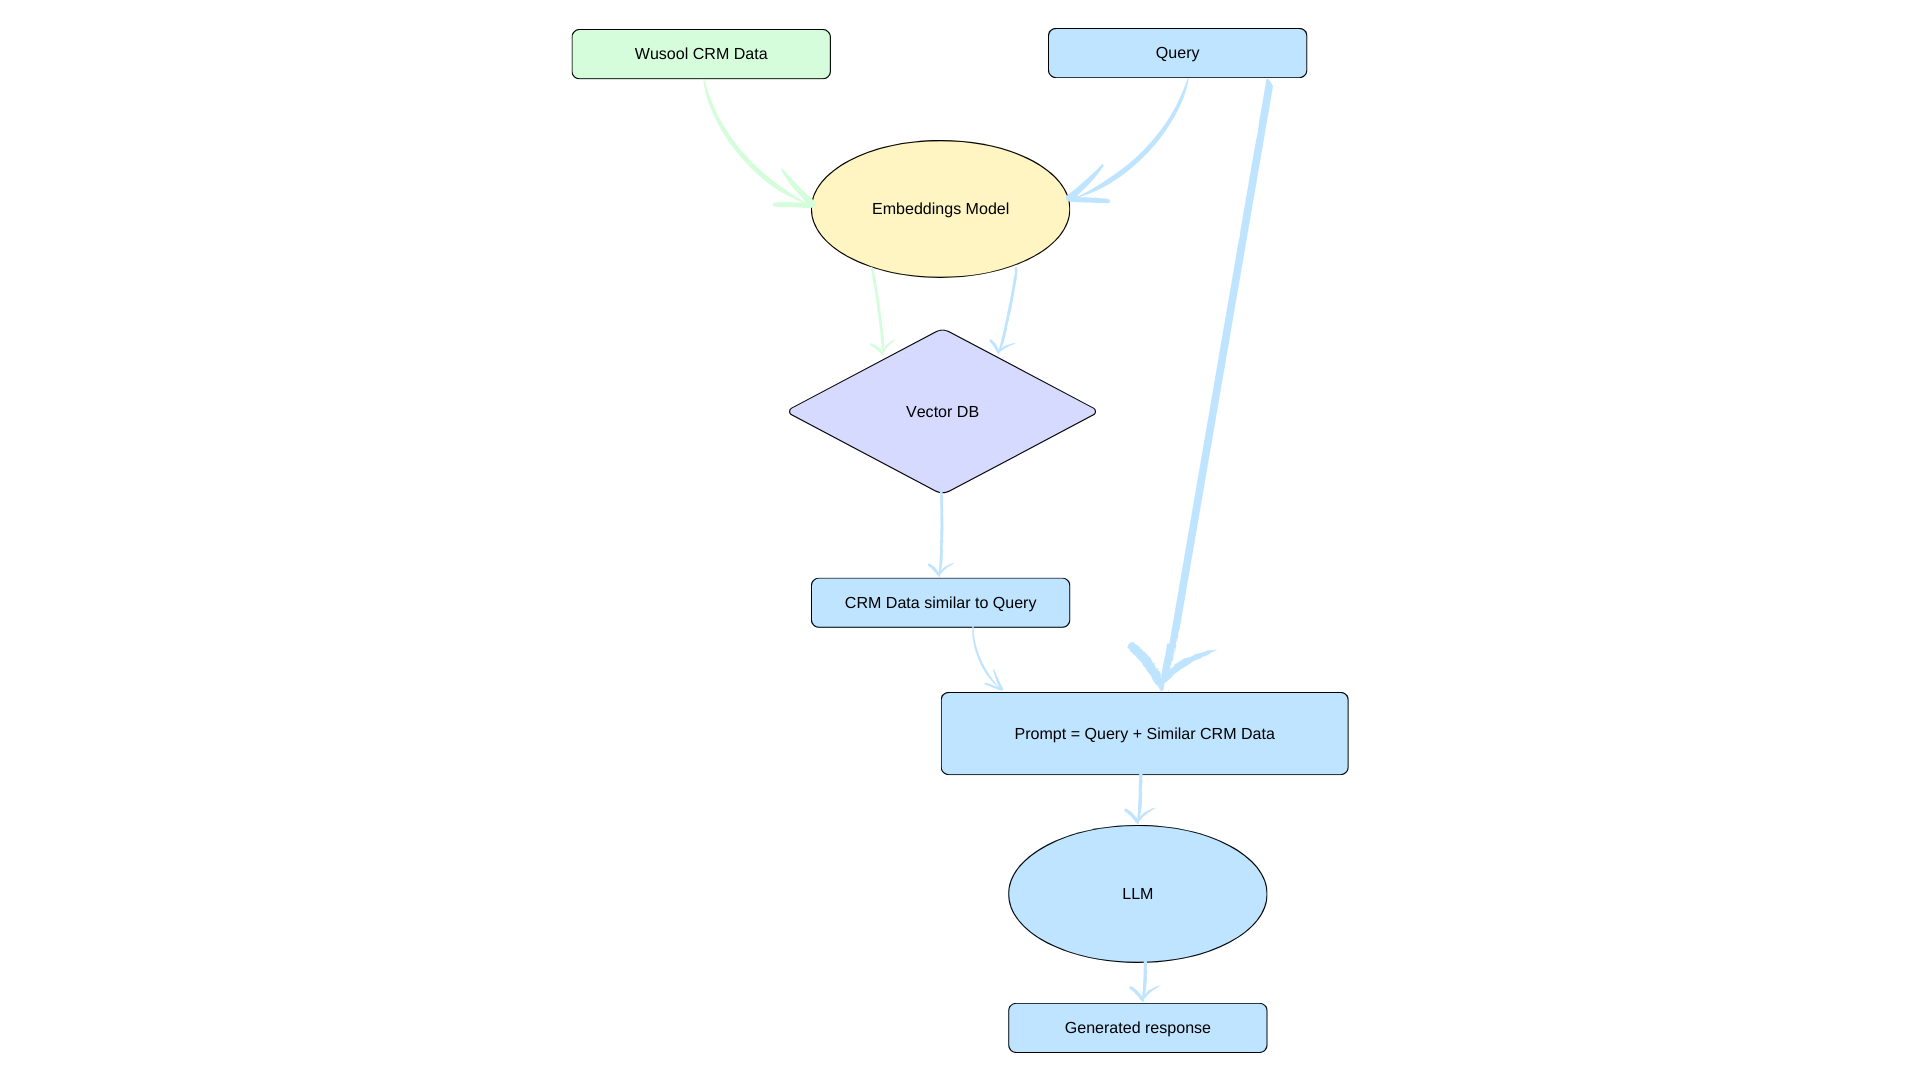 Wusool CRM Data
Query
Embeddings Model
Vector DB
CRM Data similar to Query
Prompt = Query + Similar CRM Data
LLM
Generated response